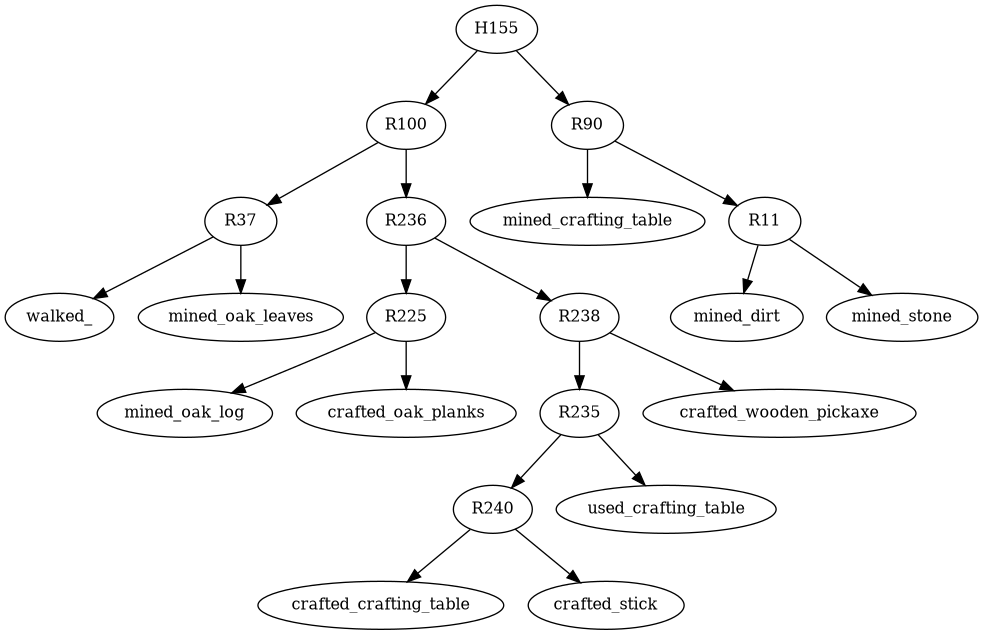 H155
R100
R90
R37
R236
mined_crafting_table
R11
walked_
mined_oak_leaves
R225
R238
mined_dirt
mined_stone
mined_oak_log
crafted_oak_planks
R235
crafted_wooden_pickaxe
R240
used_crafting_table
crafted_crafting_table
crafted_stick